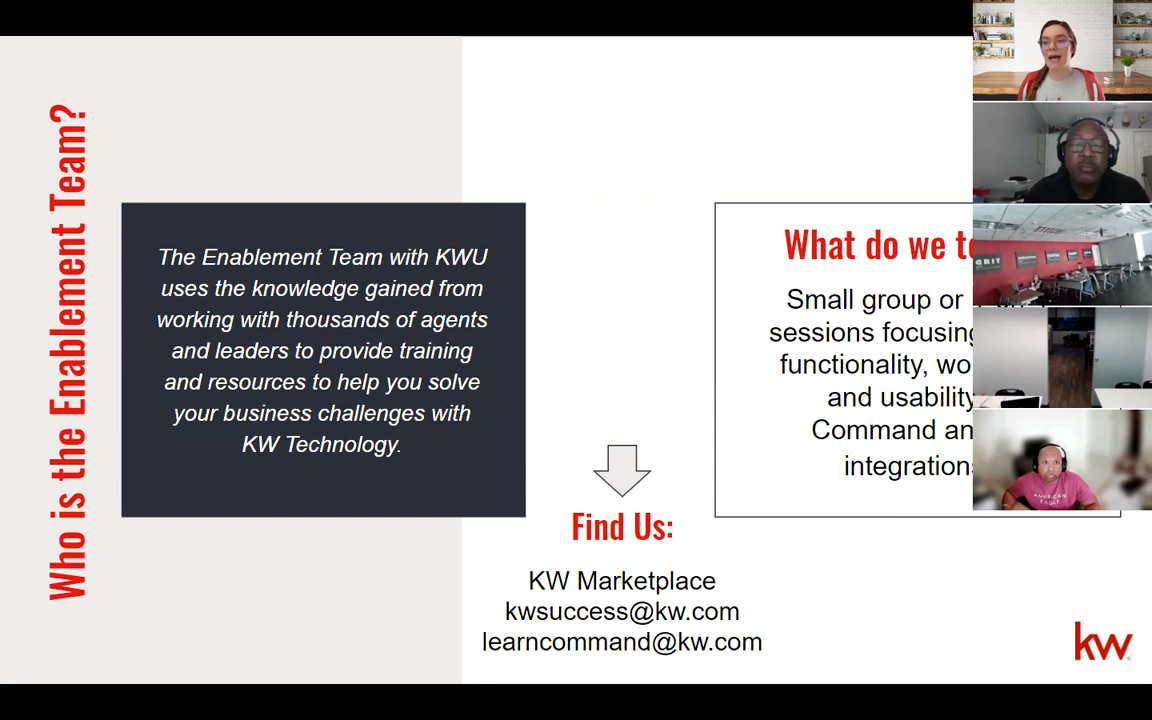 Who is the Enablement Team?
The Enablement Team with KWU
uses the knowledge gained from
working with thousands of agents
and leaders to provide training
and resources to help you solve
your business challenges with
KW Technology.
Find Us:
KW Marketplace
kwsuccess@kw.com
learncommand@kw.com
What do we
Small group or
sessions focusing
functionality,
and usability
Command
integrations
GRIT
AMERICAN
kw